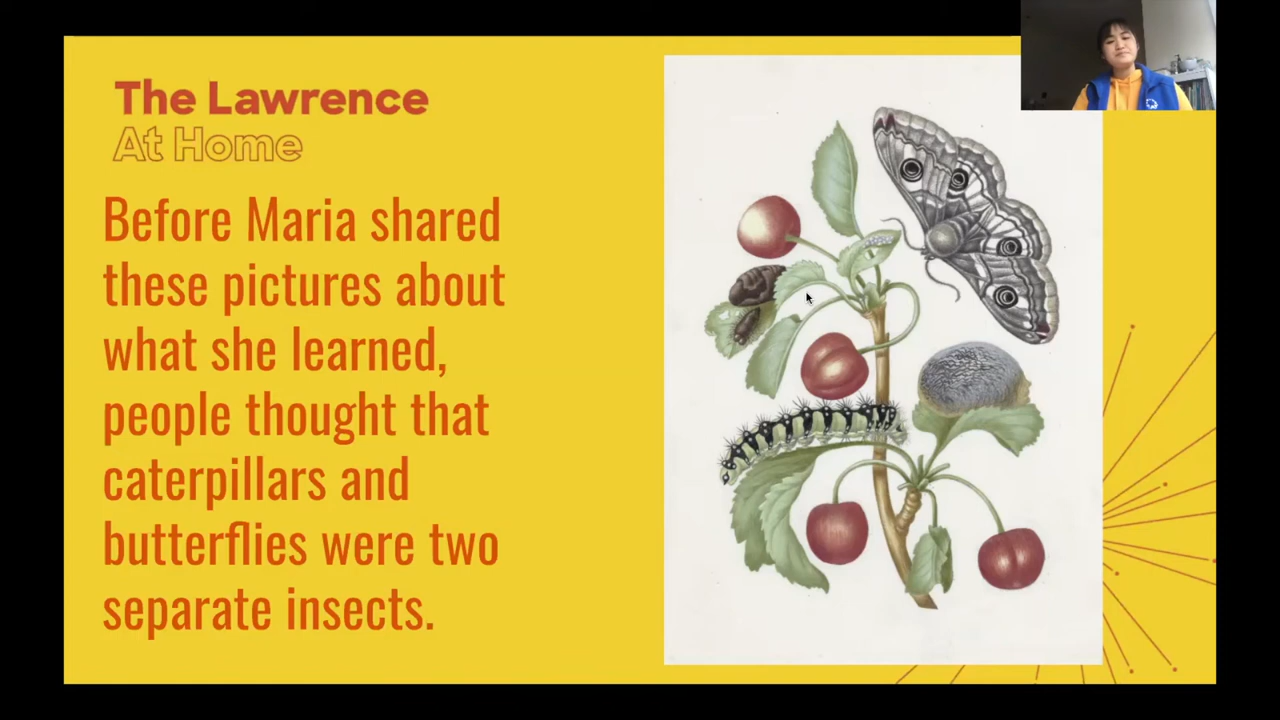 The Lawrence
At Home
Before Maria shared
these pictures about
what she learned,
people thought that
caterpillars and
butterflies were two
separate insects.